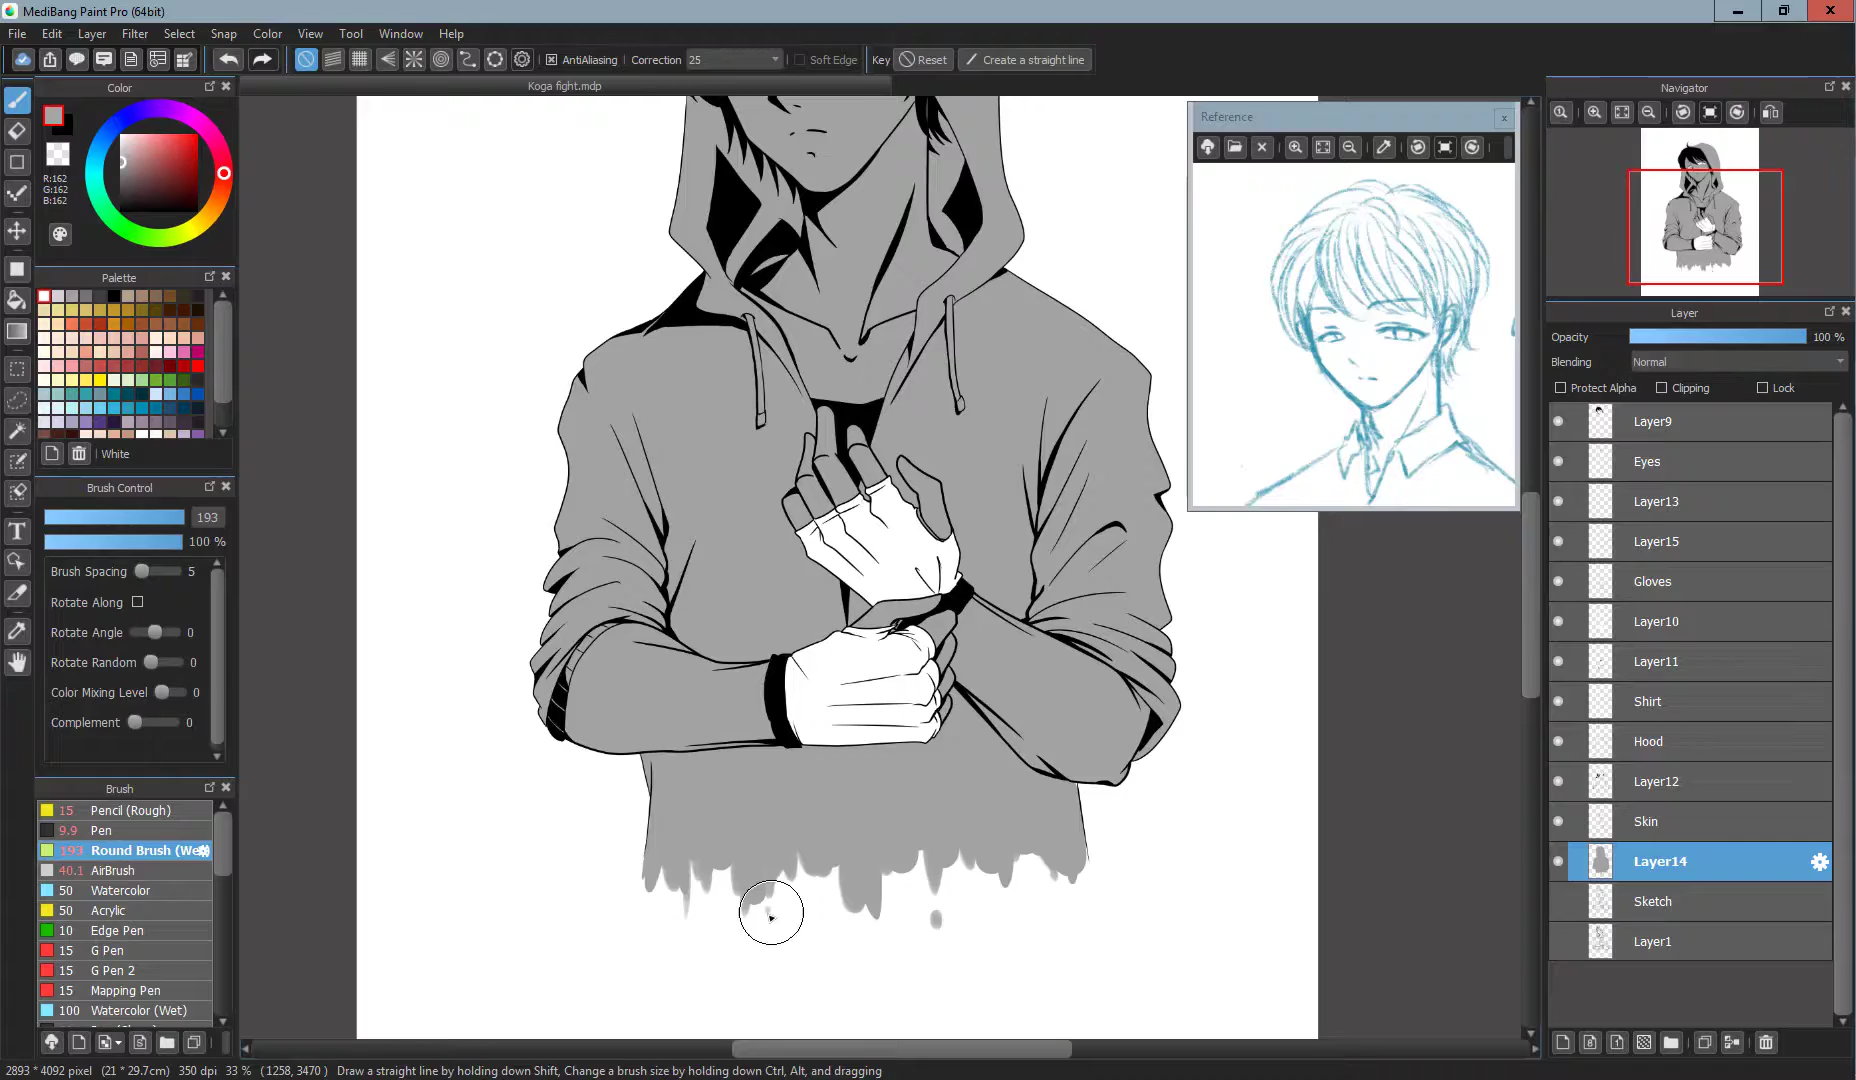 MediBang Paint Pro (64bit)
File Edit Layer Filter Select Snap Color View Tool Window Help
AntiAliasing Correction 25 Soft Edge Key Reset Create a straight line
Koga fight.mdp
Color
R:162
G:162
B:162
Palette
White
Brush Control
193
100 %
Brush Spacing 5
Rotate Along
Rotate Angle 0
Rotate Random 0
Color Mixing Level 0
Complement 0
Brush
15 Pencil (Rough)
9.9 Pen
193 Round Brush (We
40.1 AirBrush
50 Watercolor
50 Acrylic
10 Edge Pen
15 G Pen
15 G Pen 2
15 Mapping Pen
100 Watercolor (Wet)
Reference
Navigator
Layer
Opacity 100 %
Blending Normal
Protect Alpha Clipping Lock
Layer9
Eyes
Layer13
Layer15
Gloves
Layer10
Layer11
Shirt
Hood
Layer12
Skin
Layer14
Sketch
Layer1
2893 * 4092 pixel (21 * 29.7cm) 350 dpi 33 % ( 1258, 3470 ) Draw a straight line by holding down Shift, Change a brush size by holding down Ctrl, Alt, and dragging